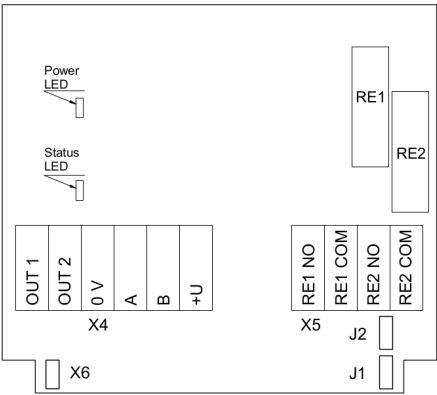 Power
LED
RE1
RE2
Status
LED
OUT 1
OUT 2
0 V
A
B
+U
RE1 NO
RE1 COM
RE2 NO
RE2 COM
X4
X5
J2
X6
J1